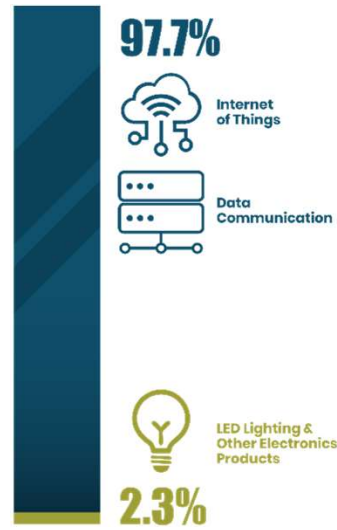 97.7%
Internet
of Things
Data
Communication
LED Lighting &
Other Electronics
Products
2.3%